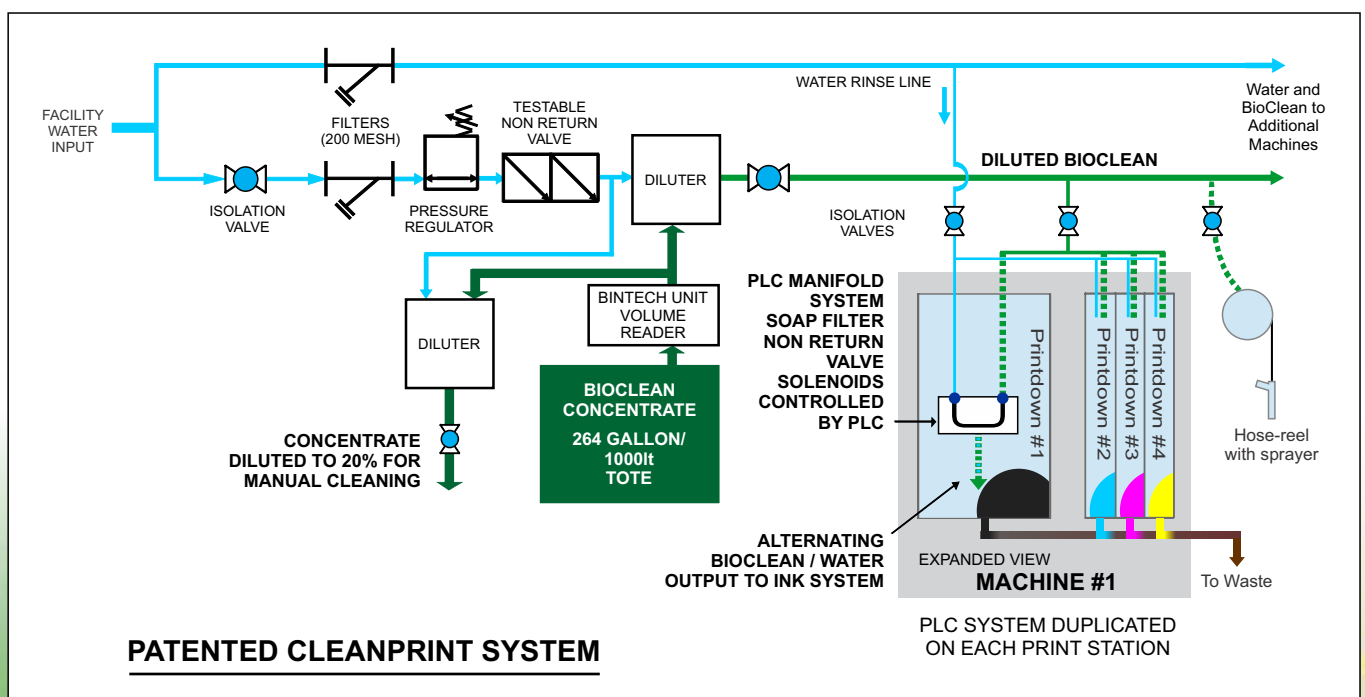 FACILITY
WATER
INPUT
FILTERS
(200 MESH)
ISOLATION
VALVE
PRESSURE
REGULATOR
TESTABLE
NON RETURN
VALVE
DILUTER
WATER RINSE LINE
Water and
BioClean to
Additional
Machines
DILUTED BIOCLEAN
ISOLATION
VALVES
DILUTER
BINTECH UNIT
VOLUME
READER
BIOCLEAN
CONCENTRATE
264 GALLON/
1000lt
TOTE
CONCENTRATE
DILUTED TO 20% FOR
MANUAL CLEANING
PLC MANIFOLD
SYSTEM
SOAP FILTER
NON RETURN
VALVE
SOLENOIDS
CONTROLLED
BY PLC
Printdown #1
Printdown #2
Printdown #3
Printdown #4
Hose-reel
with sprayer
ALTERNATING
BIOCLEAN / WATER
OUTPUT TO INK SYSTEM
EXPANDED VIEW
MACHINE #1
To Waste
PLC SYSTEM DUPLICATED
ON EACH PRINT STATION
PATENTED CLEANPRINT SYSTEM